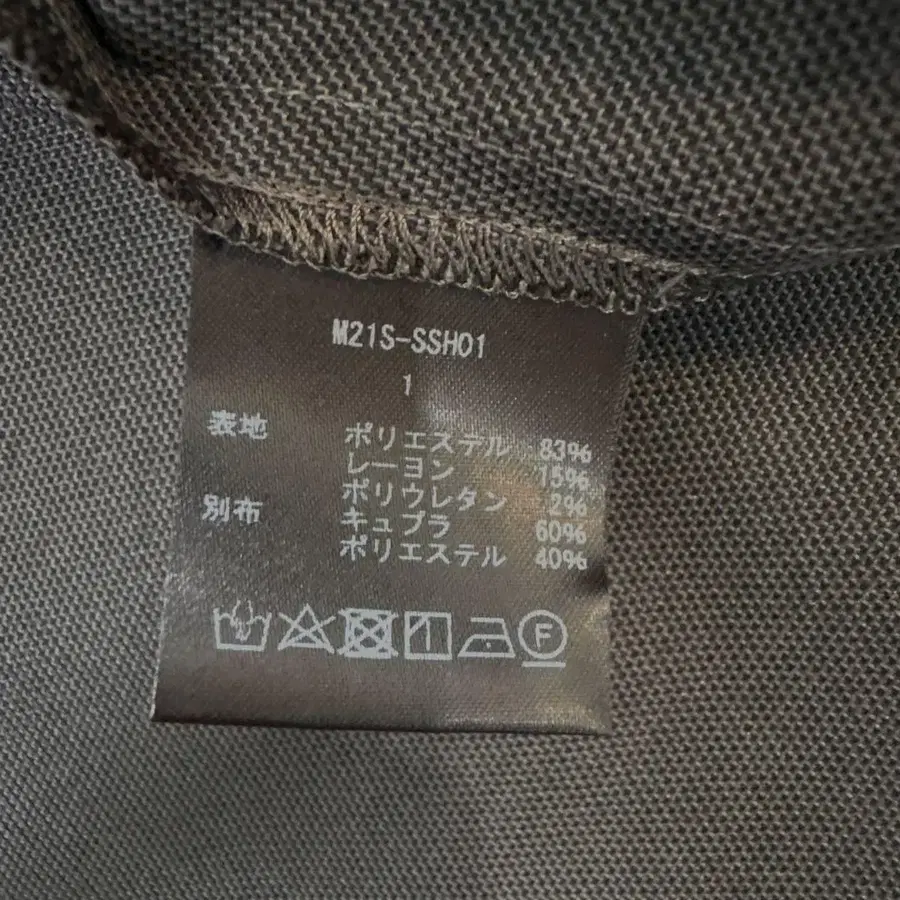 M21S-SSH01
1
表地 ポリエステル 83%
レーヨン 15%
ポリウレタン 2%
別布 キュプラ 60%
ポリエステル 40%
F